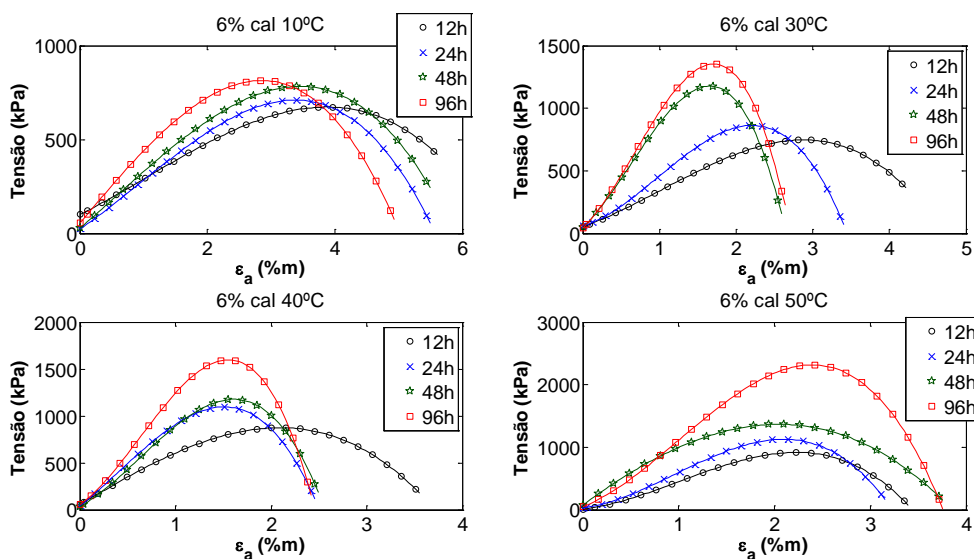 6% cal 10ºC
1000
500
0
0
2
4
6
Tensão (kPa)
εa (%m)
12h
24h
48h
96h
6% cal 30ºC
1500
1000
500
0
0
1
2
3
4
5
Tensão (kPa)
εa (%m)
12h
24h
48h
96h
6% cal 40ºC
2000
1500
1000
500
0
0
1
2
3
4
Tensão (kPa)
εa (%m)
12h
24h
48h
96h
6% cal 50ºC
3000
2000
1000
0
0
1
2
3
4
Tensão (kPa)
εa (%m)
12h
24h
48h
96h